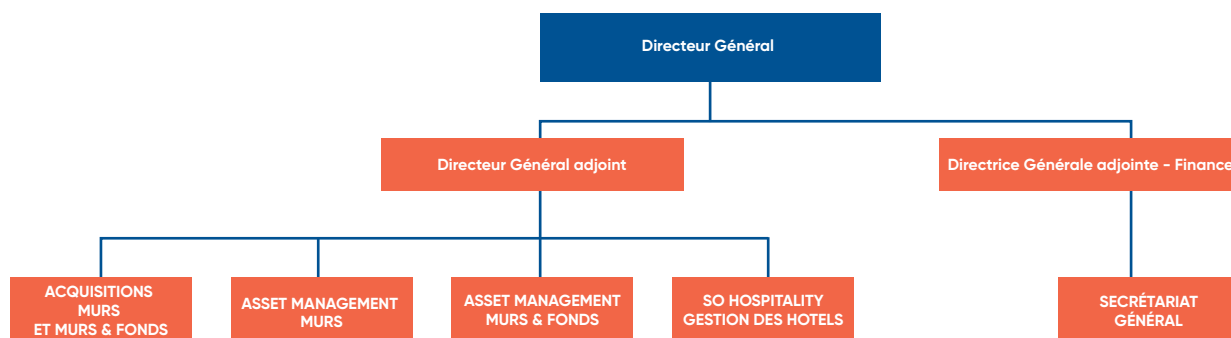 Directeur Général
Directeur Général adjoint
Directrice Générale adjointe - Finance
ACQUISITIONS
MURS
ET MURS & FONDS
ASSET MANAGEMENT
MURS
ASSET MANAGEMENT
MURS & FONDS
SO HOSPITALITY
GESTION DES HOTELS
SECRÉTARIAT
GÉNÉRAL